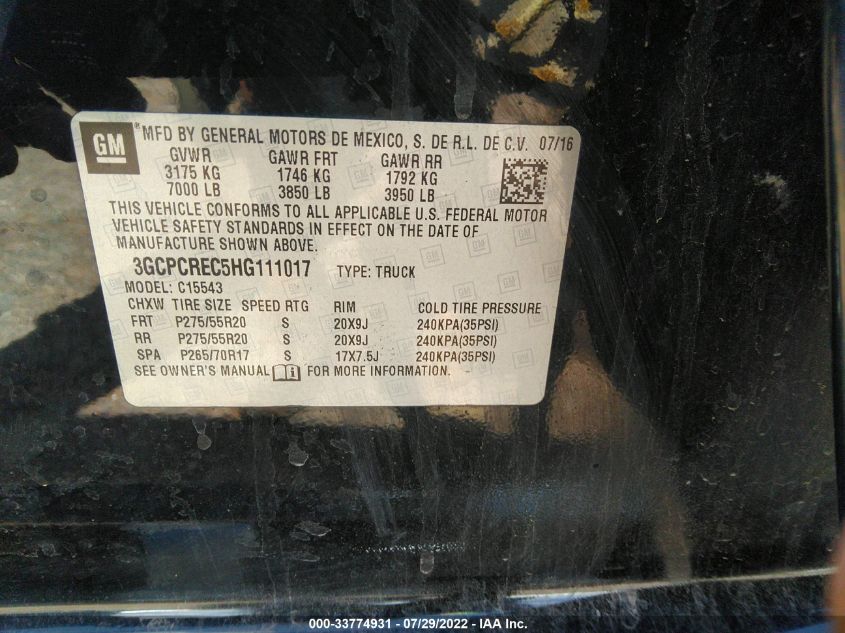 GM
® MFD BY GENERAL MOTORS DE MEXICO, S. DE R.L. DE C.V. 07/16
GVWR GAWR FRT GAWR RR
3175 KG 1746 KG 1792 KG
7000 LB 3850 LB 3950 LB
THIS VEHICLE CONFORMS TO ALL APPLICABLE U.S. FEDERAL MOTOR
VEHICLE SAFETY STANDARDS IN EFFECT ON THE DATE OF
MANUFACTURE SHOWN ABOVE.
3GCPCREC5HG111017 TYPE: TRUCK
MODEL: C15543
CHXW TIRE SIZE SPEED RTG RIM COLD TIRE PRESSURE
FRT P275/55R20 S 20X9J 240KPA(35PSI)
RR P275/55R20 S 20X9J 240KPA(35PSI)
SPA P265/70R17 S 17X7.5J 240KPA(35PSI)
SEE OWNER'S MANUAL FOR MORE INFORMATION.
000-33774931 - 07/29/2022 - IAA Inc.